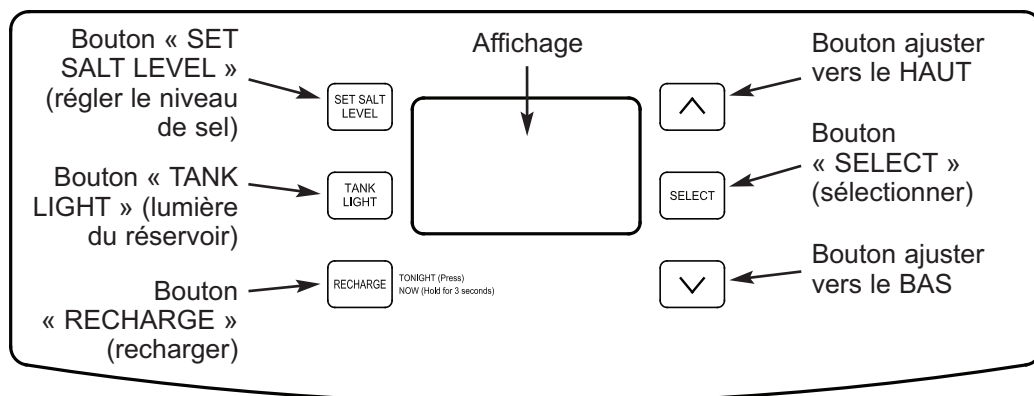 Bouton « SET
SALT LEVEL »
(régler le niveau
de sel)
Affichage
Bouton ajuster
vers le HAUT
SET SALT
LEVEL
Bouton « TANK
LIGHT » (lumière
du réservoir)
TANK
LIGHT
SELECT
Bouton
« SELECT »
(sélectionner)
Bouton
« RECHARGE »
(recharger)
RECHARGE
TONIGHT (Press)
NOW (Hold for 3 seconds)
Bouton ajuster
vers le BAS